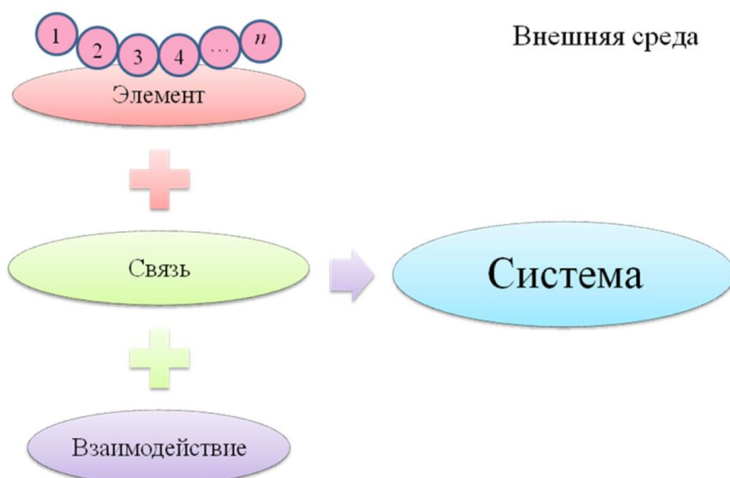 1 2 3 4 ... n
Внешняя среда
Элемент
Связь
Система
Взаимодействие